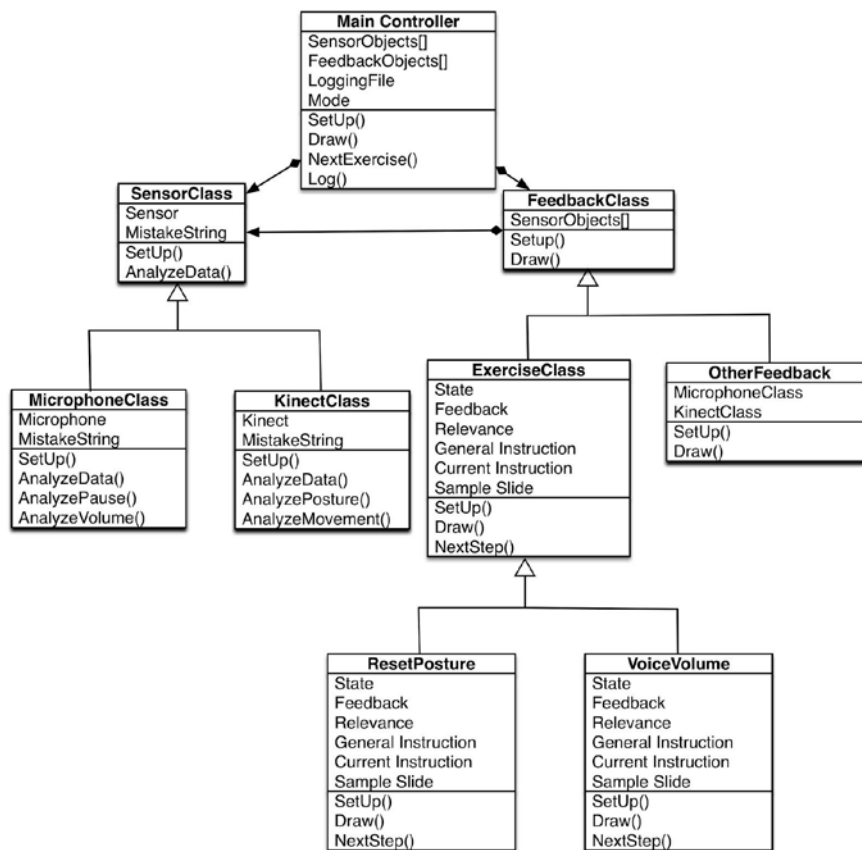 Main Controller
SensorObjects[]
FeedbackObjects[]
LoggingFile
Mode
SetUp()
Draw()
NextExercise()
Log()
SensorClass
Sensor
MistakeString
SetUp()
AnalyzeData()
FeedbackClass
SensorObjects[]
Setup()
Draw()
MicrophoneClass
Microphone
MistakeString
SetUp()
AnalyzeData()
AnalyzePause()
AnalyzeVolume()
KinectClass
Kinect
MistakeString
SetUp()
AnalyzeData()
AnalyzePosture()
AnalyzeMovement()
ExerciseClass
State
Feedback
Relevance
General Instruction
Current Instruction
Sample Slide
SetUp()
Draw()
NextStep()
OtherFeedback
MicrophoneClass
KinectClass
SetUp()
Draw()
ResetPosture
State
Feedback
Relevance
General Instruction
Current Instruction
Sample Slide
SetUp()
Draw()
NextStep()
VoiceVolume
State
Feedback
Relevance
General Instruction
Current Instruction
Sample Slide
SetUp()
Draw()
NextStep()